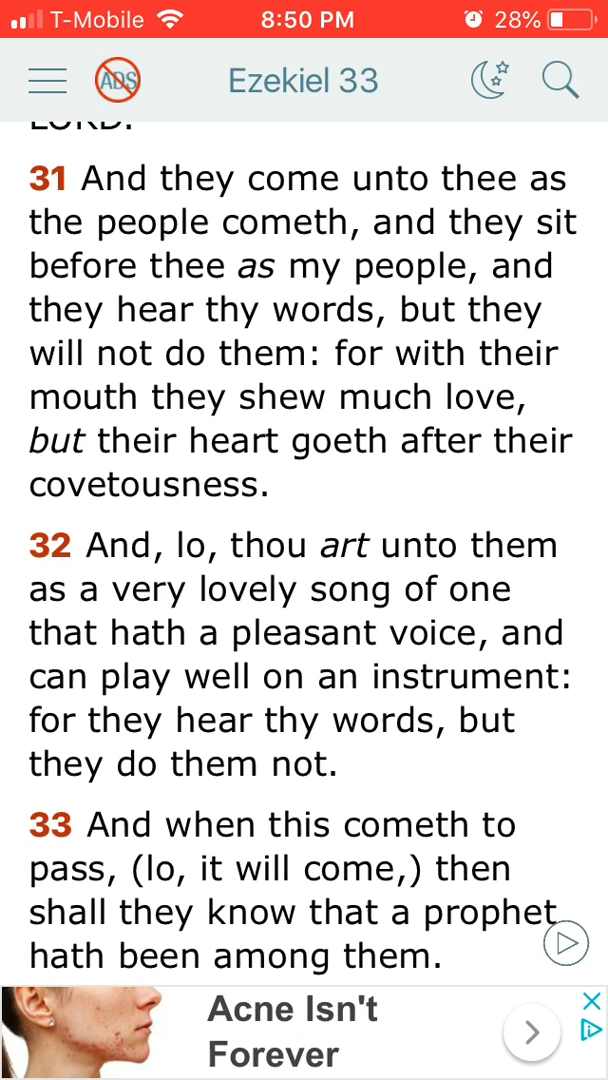 T-Mobile 8:50 PM 28%
ADS Ezekiel 33
LORD.
31 And they come unto thee as
the people cometh, and they sit
before thee as my people, and
they hear thy words, but they
will not do them: for with their
mouth they shew much love,
but their heart goeth after their
covetousness.
32 And, lo, thou art unto them
as a very lovely song of one
that hath a pleasant voice, and
can play well on an instrument:
for they hear thy words, but
they do them not.
33 And when this cometh to
pass, (lo, it will come,) then
shall they know that a prophet
hath been among them.
Acne Isn't
Forever